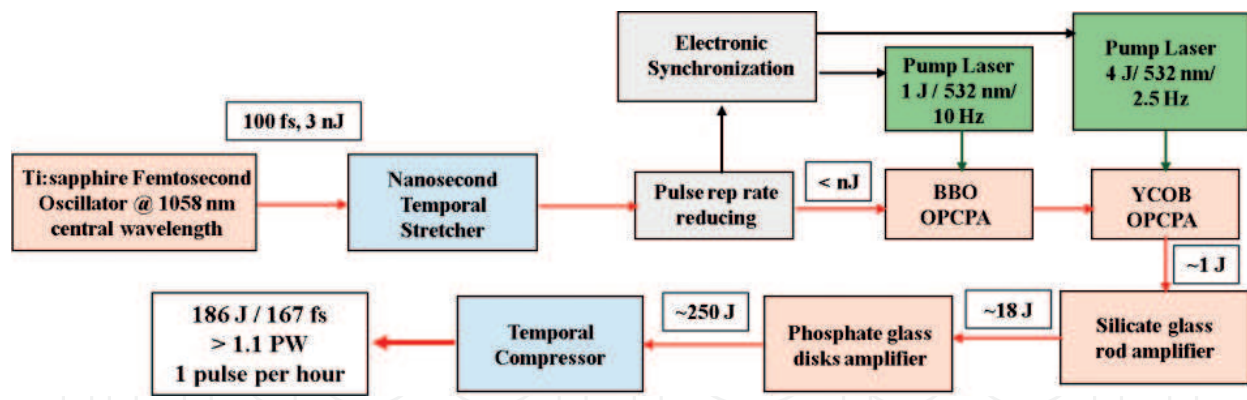 Electronic
Synchronization
Pump Laser
1 J / 532 nm/
10 Hz
Pump Laser
4 J/ 532 nm/
2.5 Hz
100 fs, 3 nJ
Ti:sapphire Femtosecond
Oscillator @ 1058 nm
central wavelength
Nanosecond
Temporal
Stretcher
Pulse rep rate
reducing
< nJ
BBO
OPCPA
YCOB
OPCPA
~1 J
Silicate glass
rod amplifier
~18 J
Phosphate glass
disks amplifier
~250 J
Temporal
Compressor
186 J / 167 fs
> 1.1 PW
1 pulse per hour